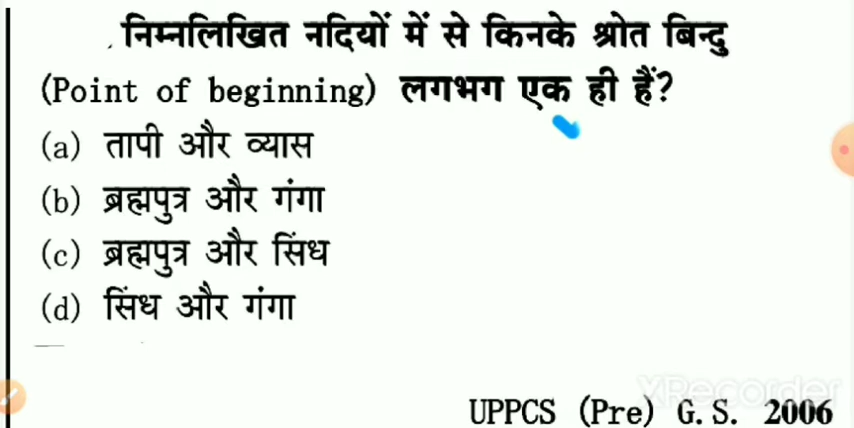 निम्नलिखित नदियों में से किनके श्रोत बिन्दु
(Point of beginning) लगभग एक ही हैं?
(a) तापी और व्यास
(b) ब्रह्मपुत्र और गंगा
(c) ब्रह्मपुत्र और सिंध
(d) सिंध और गंगा
XRecorder
UPPCS (Pre) G.S. 2006